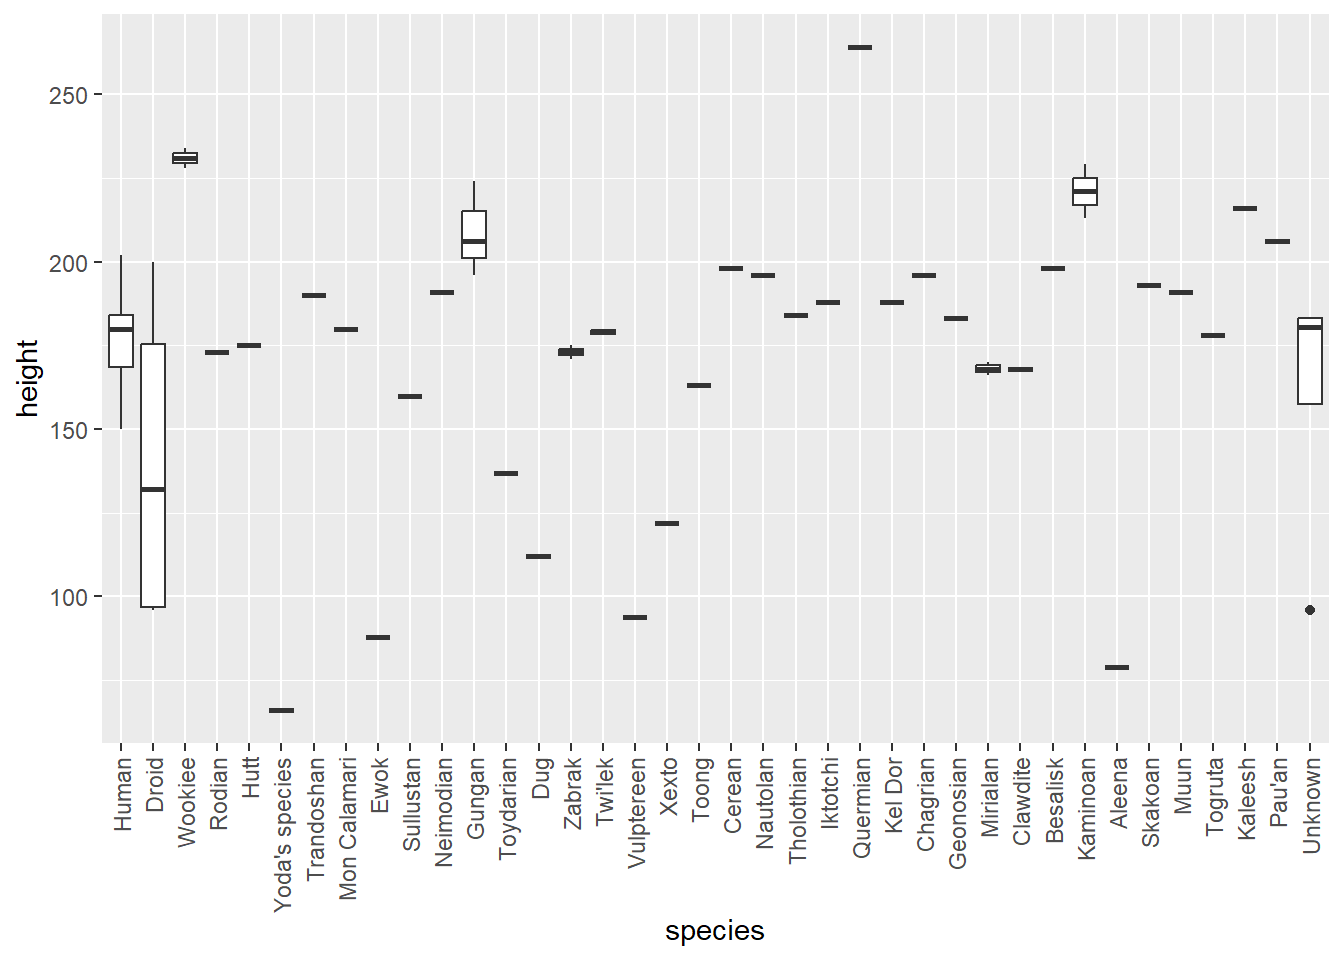 height
250
200
150
100
Human
Droid
Wookiee
Rodian
Hutt
Yoda's species
Trandoshan
Mon Calamari
Ewok
Sullustan
Neimodian
Gungan
Toydarian
Dug
Zabrak
Twi'lek
Vulptereen
Xexto
Toong
Cerean
Nautolan
Tholothian
Iktotchi
Quermian
Kel Dor
Chagrian
Geonosian
Mirialan
Clawdite
Besalisk
Kaminoan
Aleena
Skakoan
Muun
Togruta
Kaleesh
Pau'an
Unknown
species